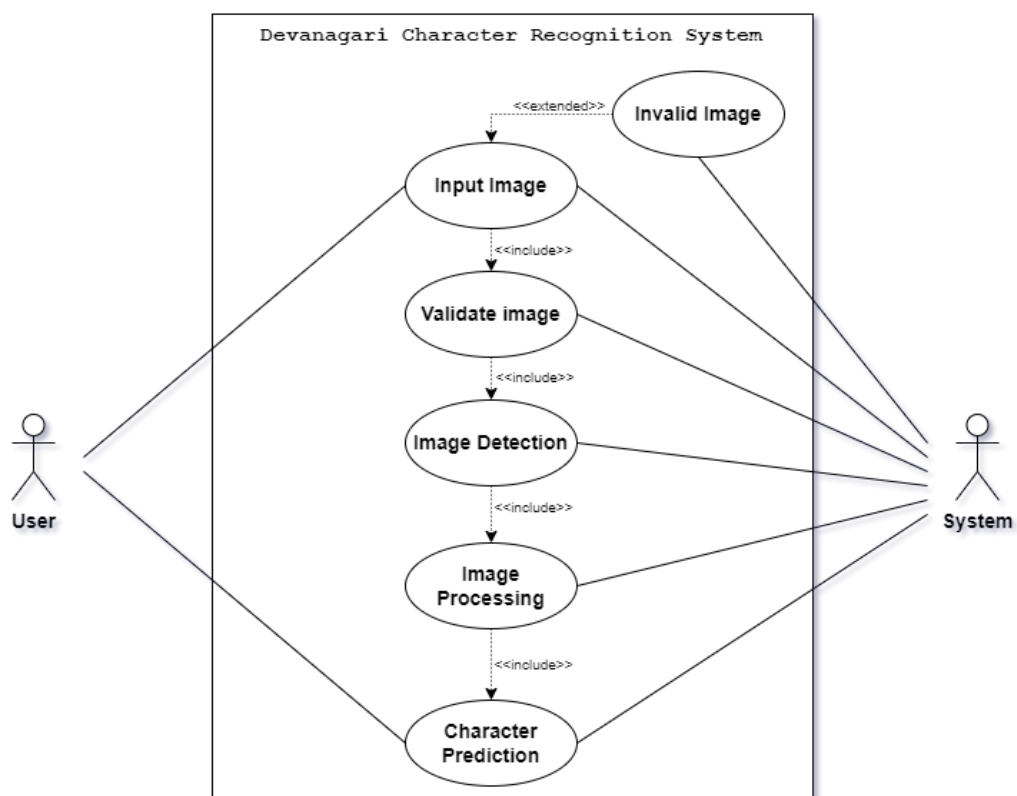 Devanagari Character Recognition System
<<extended>>
Invalid Image
Input Image
<<include>>
Validate image
<<include>>
Image Detection
<<include>>
Image
Processing
<<include>>
Character
Prediction
User
System